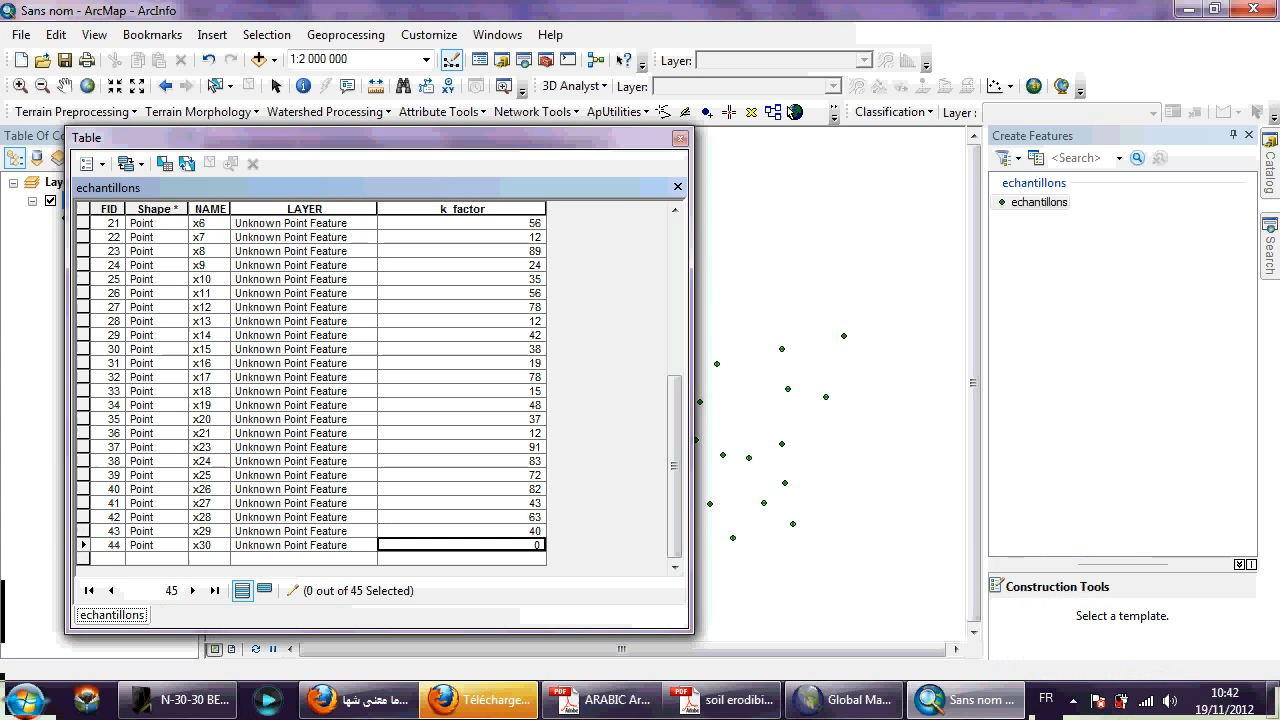 Sans nom - ArcMap - ArcInfo
File Edit View Bookmarks Insert Selection Geoprocessing Customize Windows Help
1:2 000 000 Layer:
3D Analyst Layer:
Terrain Preprocessing Terrain Morphology Watershed Processing Attribute Tools Network Tools ApUtilities Classification Layer:
Table Of Co
Lay
Table
echantillons
FID Shape * NAME LAYER k_factor
21 Point x6 Unknown Point Feature 56
22 Point x7 Unknown Point Feature 12
23 Point x8 Unknown Point Feature 89
24 Point x9 Unknown Point Feature 24
25 Point x10 Unknown Point Feature 35
26 Point x11 Unknown Point Feature 56
27 Point x12 Unknown Point Feature 78
28 Point x13 Unknown Point Feature 12
29 Point x14 Unknown Point Feature 42
30 Point x15 Unknown Point Feature 38
31 Point x16 Unknown Point Feature 19
32 Point x17 Unknown Point Feature 78
33 Point x18 Unknown Point Feature 15
34 Point x19 Unknown Point Feature 48
35 Point x20 Unknown Point Feature 37
36 Point x21 Unknown Point Feature 12
37 Point x23 Unknown Point Feature 91
38 Point x24 Unknown Point Feature 83
39 Point x25 Unknown Point Feature 72
40 Point x26 Unknown Point Feature 82
41 Point x27 Unknown Point Feature 43
42 Point x28 Unknown Point Feature 63
43 Point x29 Unknown Point Feature 40
44 Point x30 Unknown Point Feature 0
45 (0 out of 45 Selected)
echantillons
Create Features
<Search>
echantillons
echantillons
Construction Tools
Select a template.
Catalog
Search
N-30-30 BE... ما معنى شها... Télécharge... ARABIC Ar... soil erodibi... Global Ma... Sans nom ... FR 10:42
19/11/2012